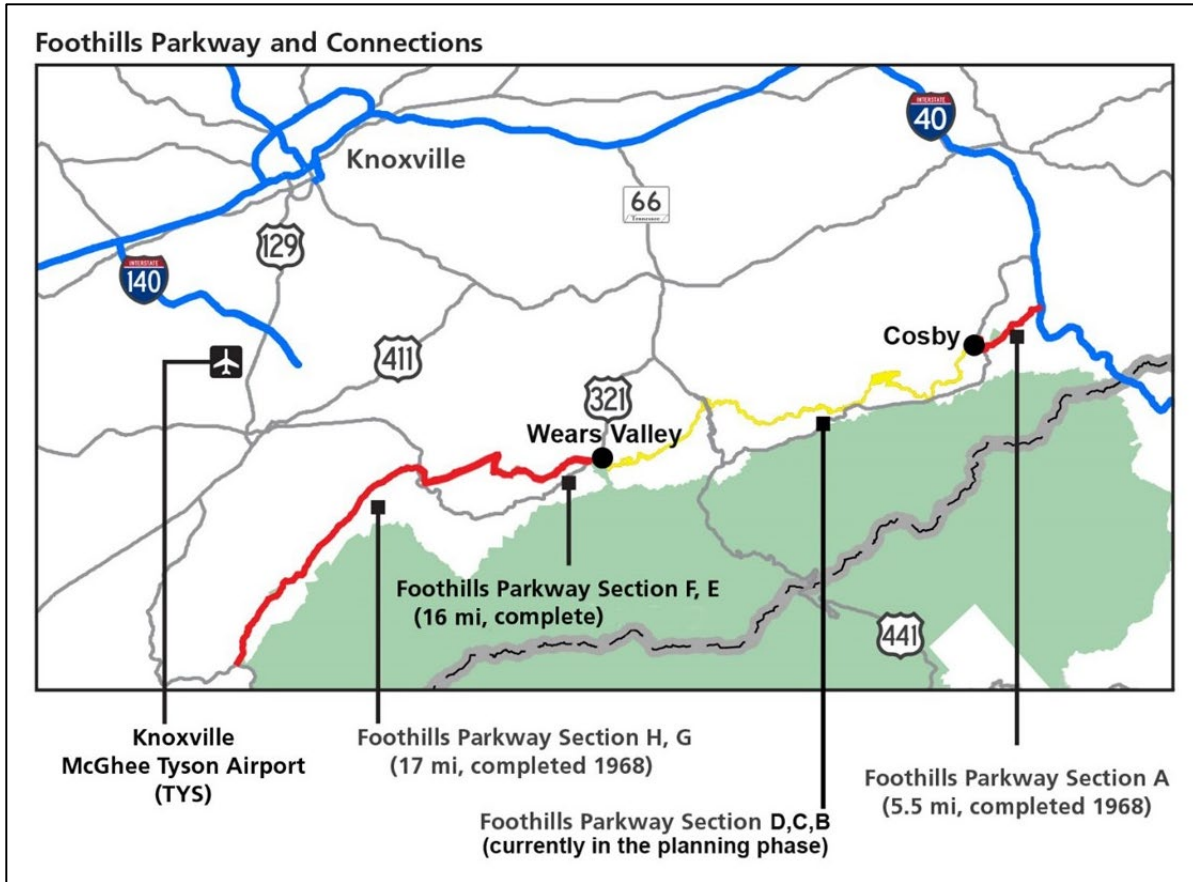 Foothills Parkway and Connections
INTERSTATE
40
Knoxville
66
Tennessee
129
INTERSTATE
140
Cosby
411
321
Wears Valley
Foothills Parkway Section F, E
(16 mi, complete)
441
Knoxville
McGhee Tyson Airport
(TYS)
Foothills Parkway Section H, G
(17 mi, completed 1968)
Foothills Parkway Section A
(5.5 mi, completed 1968)
Foothills Parkway Section D,C,B
(currently in the planning phase)